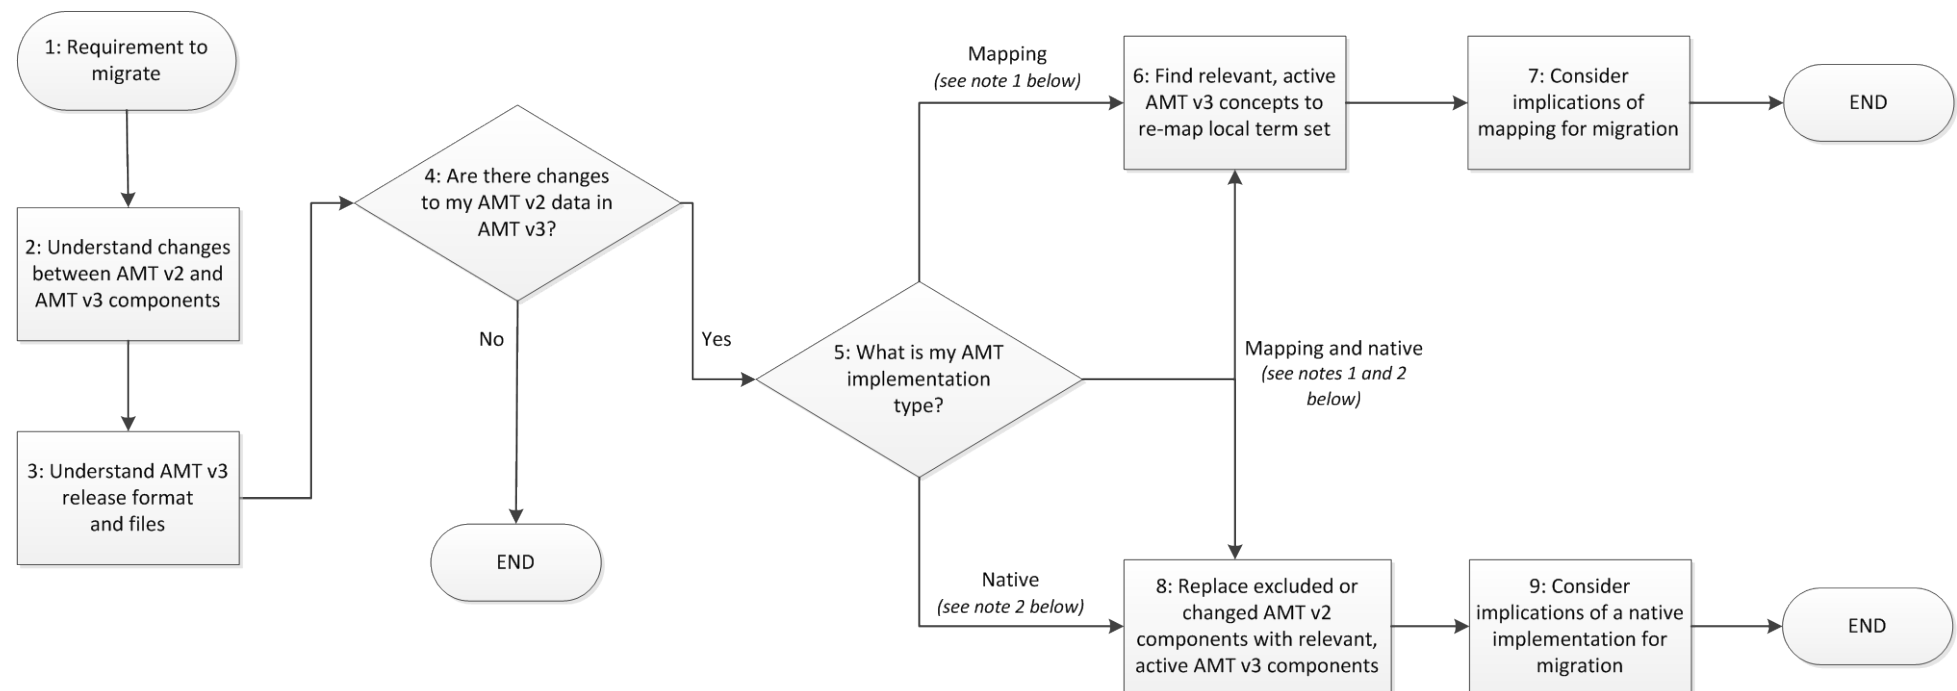 1: Requirement to
migrate
2: Understand changes
between AMT v2 and
AMT v3 components
3: Understand AMT v3
release format
and files
4: Are there changes
to my AMT v2 data in
AMT v3?
No
END
Yes
5: What is my AMT
implementation
type?
Mapping
(see note 1 below)
6: Find relevant, active
AMT v3 concepts to
re-map local term set
7: Consider
implications of
mapping for migration
END
Mapping and native
(see notes 1 and 2
below)
Native
(see note 2 below)
8: Replace excluded or
changed AMT v2
components with relevant,
active AMT v3 components
9: Consider
implications of a native
implementation for
migration
END